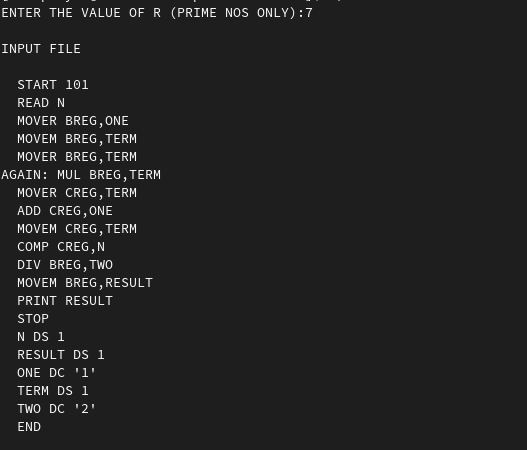 ENTER THE VALUE OF R (PRIME NOS ONLY):7
INPUT FILE
START 101
READ N
MOVER BREG,ONE
MOVEM BREG,TERM
MOVER BREG,TERM
AGAIN: MUL BREG,TERM
MOVER CREG,TERM
ADD CREG,ONE
MOVEM CREG,TERM
COMP CREG,N
DIV BREG,TWO
MOVEM BREG,RESULT
PRINT RESULT
STOP
N DS 1
RESULT DS 1
ONE DC '1'
TERM DS 1
TWO DC '2'
END